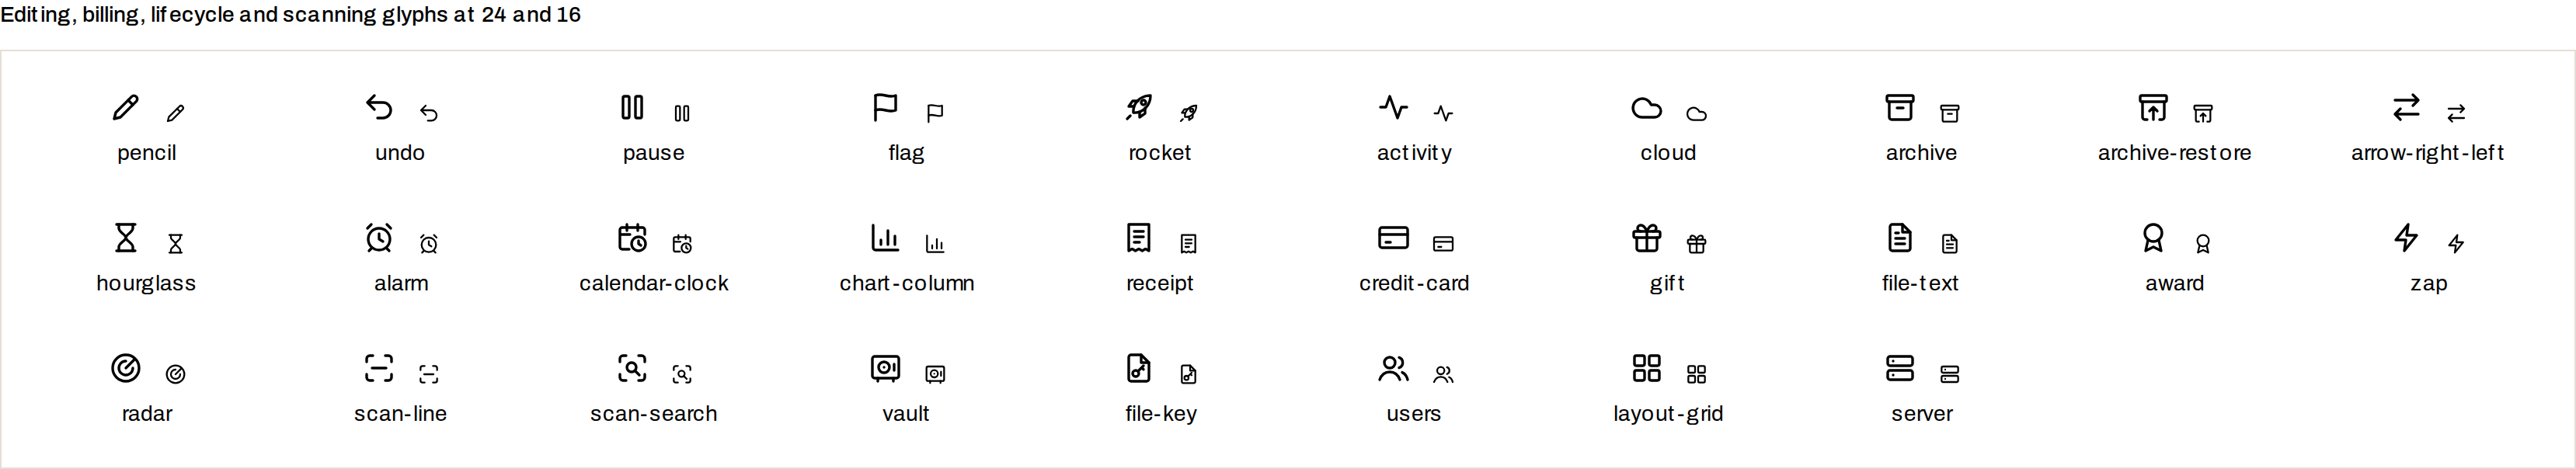 Editing, billing, lifecycle and scanning glyphs at 24 and 16
pencil undo pause flag rocket activity cloud archive archive-restore arrow-right-left
hourglass alarm calendar-clock chart-column receipt credit-card gift file-text award zap
radar scan-line scan-search vault file-key users layout-grid server